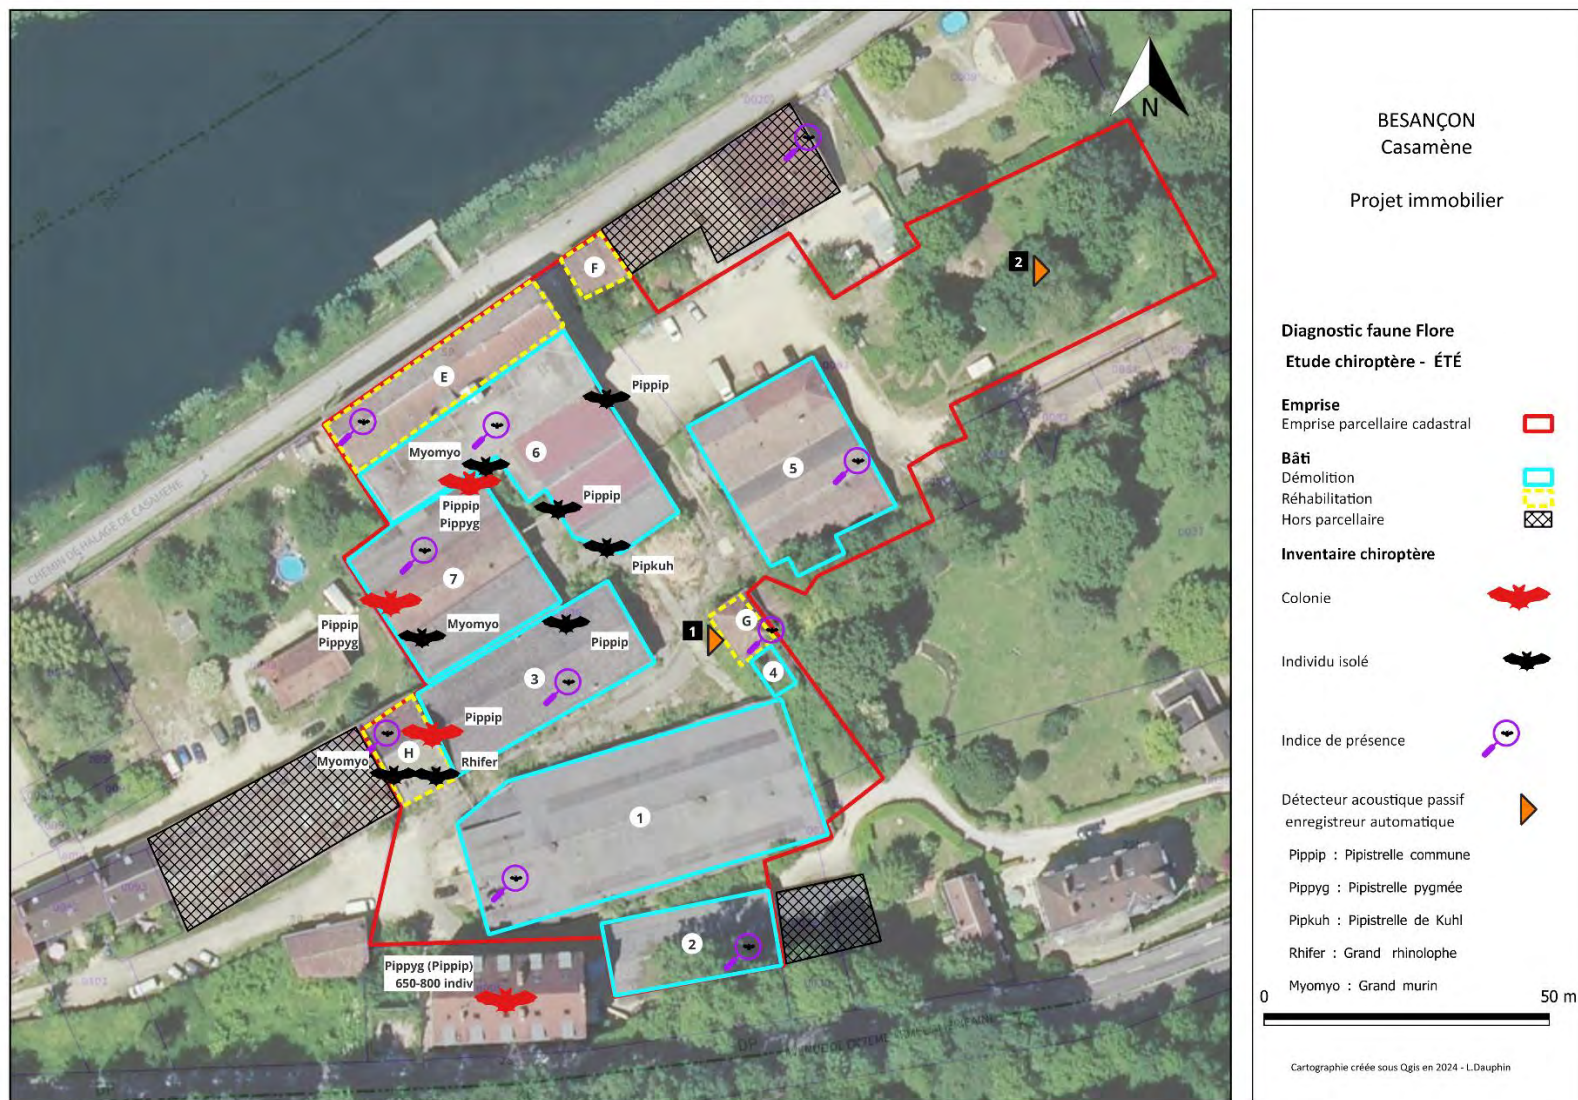 N
2
F
E
Pippip
Myomyo
6
5
Pippip
Pippyg
Pippip
Pipkuh
7
G
1
Pippip
Pippyg
Myomyo
Pippip
4
3
Pippip
H
Myomyo
Rhifer
1
2
Pippyg (Pippip)
650-800 indiv
CHEMIN DE HALAGE DE CASAMÈNE
DP
BESANÇON
Casamène
Projet immobilier
Diagnostic faune Flore
Etude chiroptère - ÉTÉ
Emprise
Emprise parcellaire cadastral
Bâti
Démolition
Réhabilitation
Hors parcellaire
Inventaire chiroptère
Colonie
Individu isolé
Indice de présence
Détecteur acoustique passif
enregistreur automatique
Pippip : Pipistrelle commune
Pippyg : Pipistrelle pygmée
Pipkuh : Pipistrelle de Kuhl
Rhifer : Grand rhinolophe
Myomyo : Grand murin
0 50 m
Cartographie créée sous Qgis en 2024 - L.Dauphin